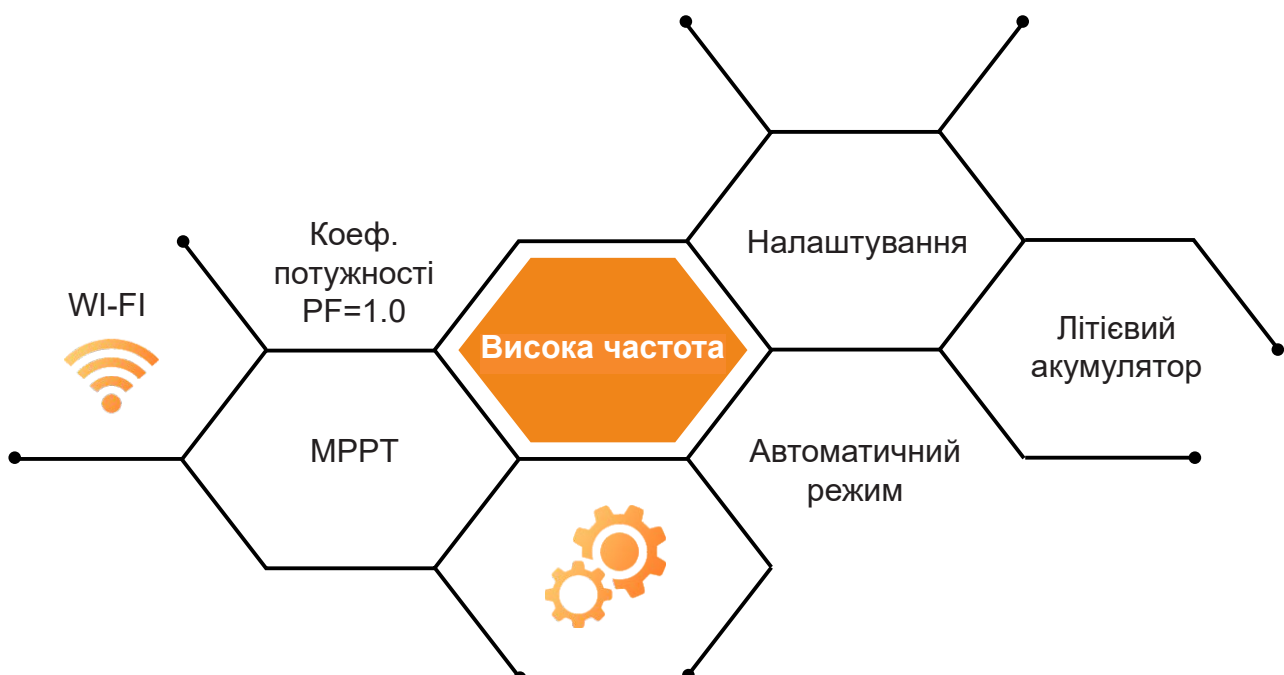 Налаштування
Коеф.
потужності
PF=1.0
WI-FI
Висока частота
Літієвий
акумулятор
MPPT
Автоматичний
режим